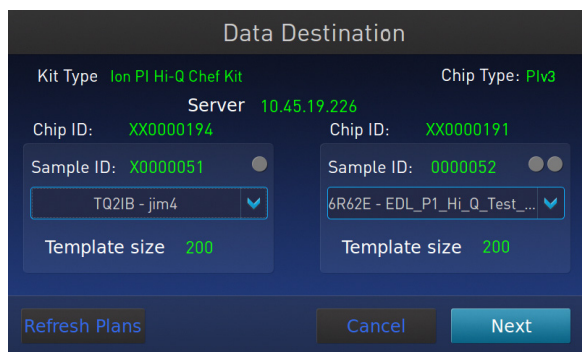 Data Destination
Kit Type Ion PI Hi-Q Chef Kit Chip Type: PIv3
Server 10.45.19.226
Chip ID: XX0000194 Chip ID: XX0000191
Sample ID: X0000051 Sample ID: 0000052
TQ2IB - jim4 6R62E - EDL_P1_Hi_Q_Test_...
Template size 200 Template size 200
Refresh Plans Cancel Next